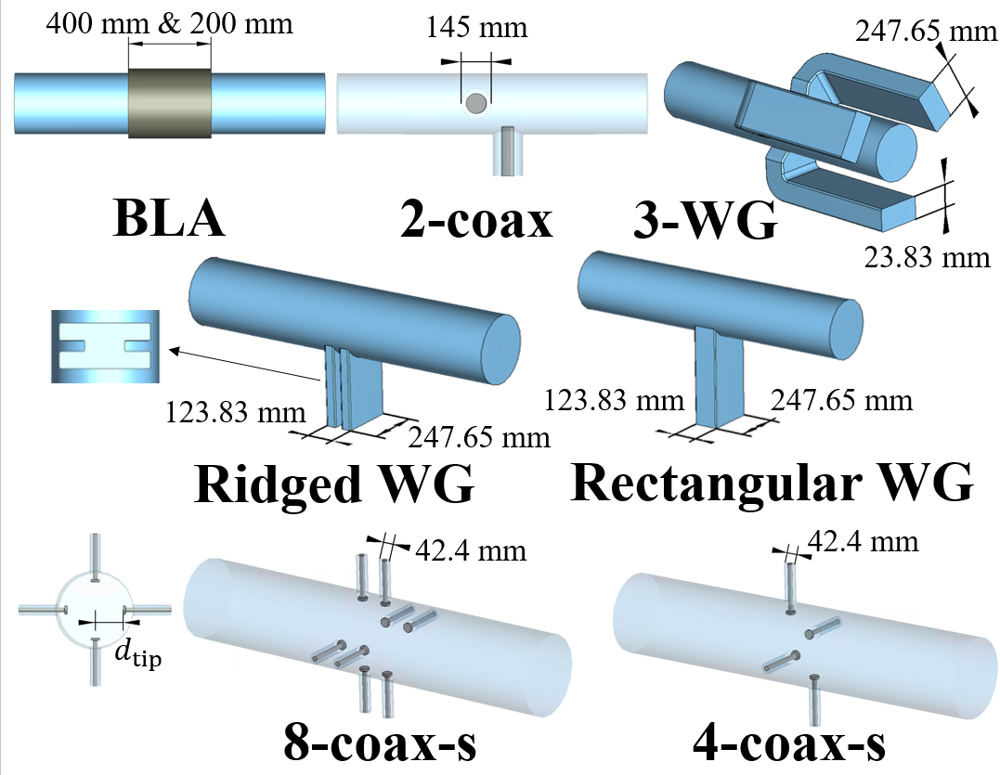 400 mm & 200 mm
145 mm
247.65 mm
BLA
2-coax
3-WG
23.83 mm
123.83 mm
247.65 mm
123.83 mm
247.65 mm
Ridged WG
Rectangular WG
42.4 mm
42.4 mm
d_tip
8-coax-s
4-coax-s